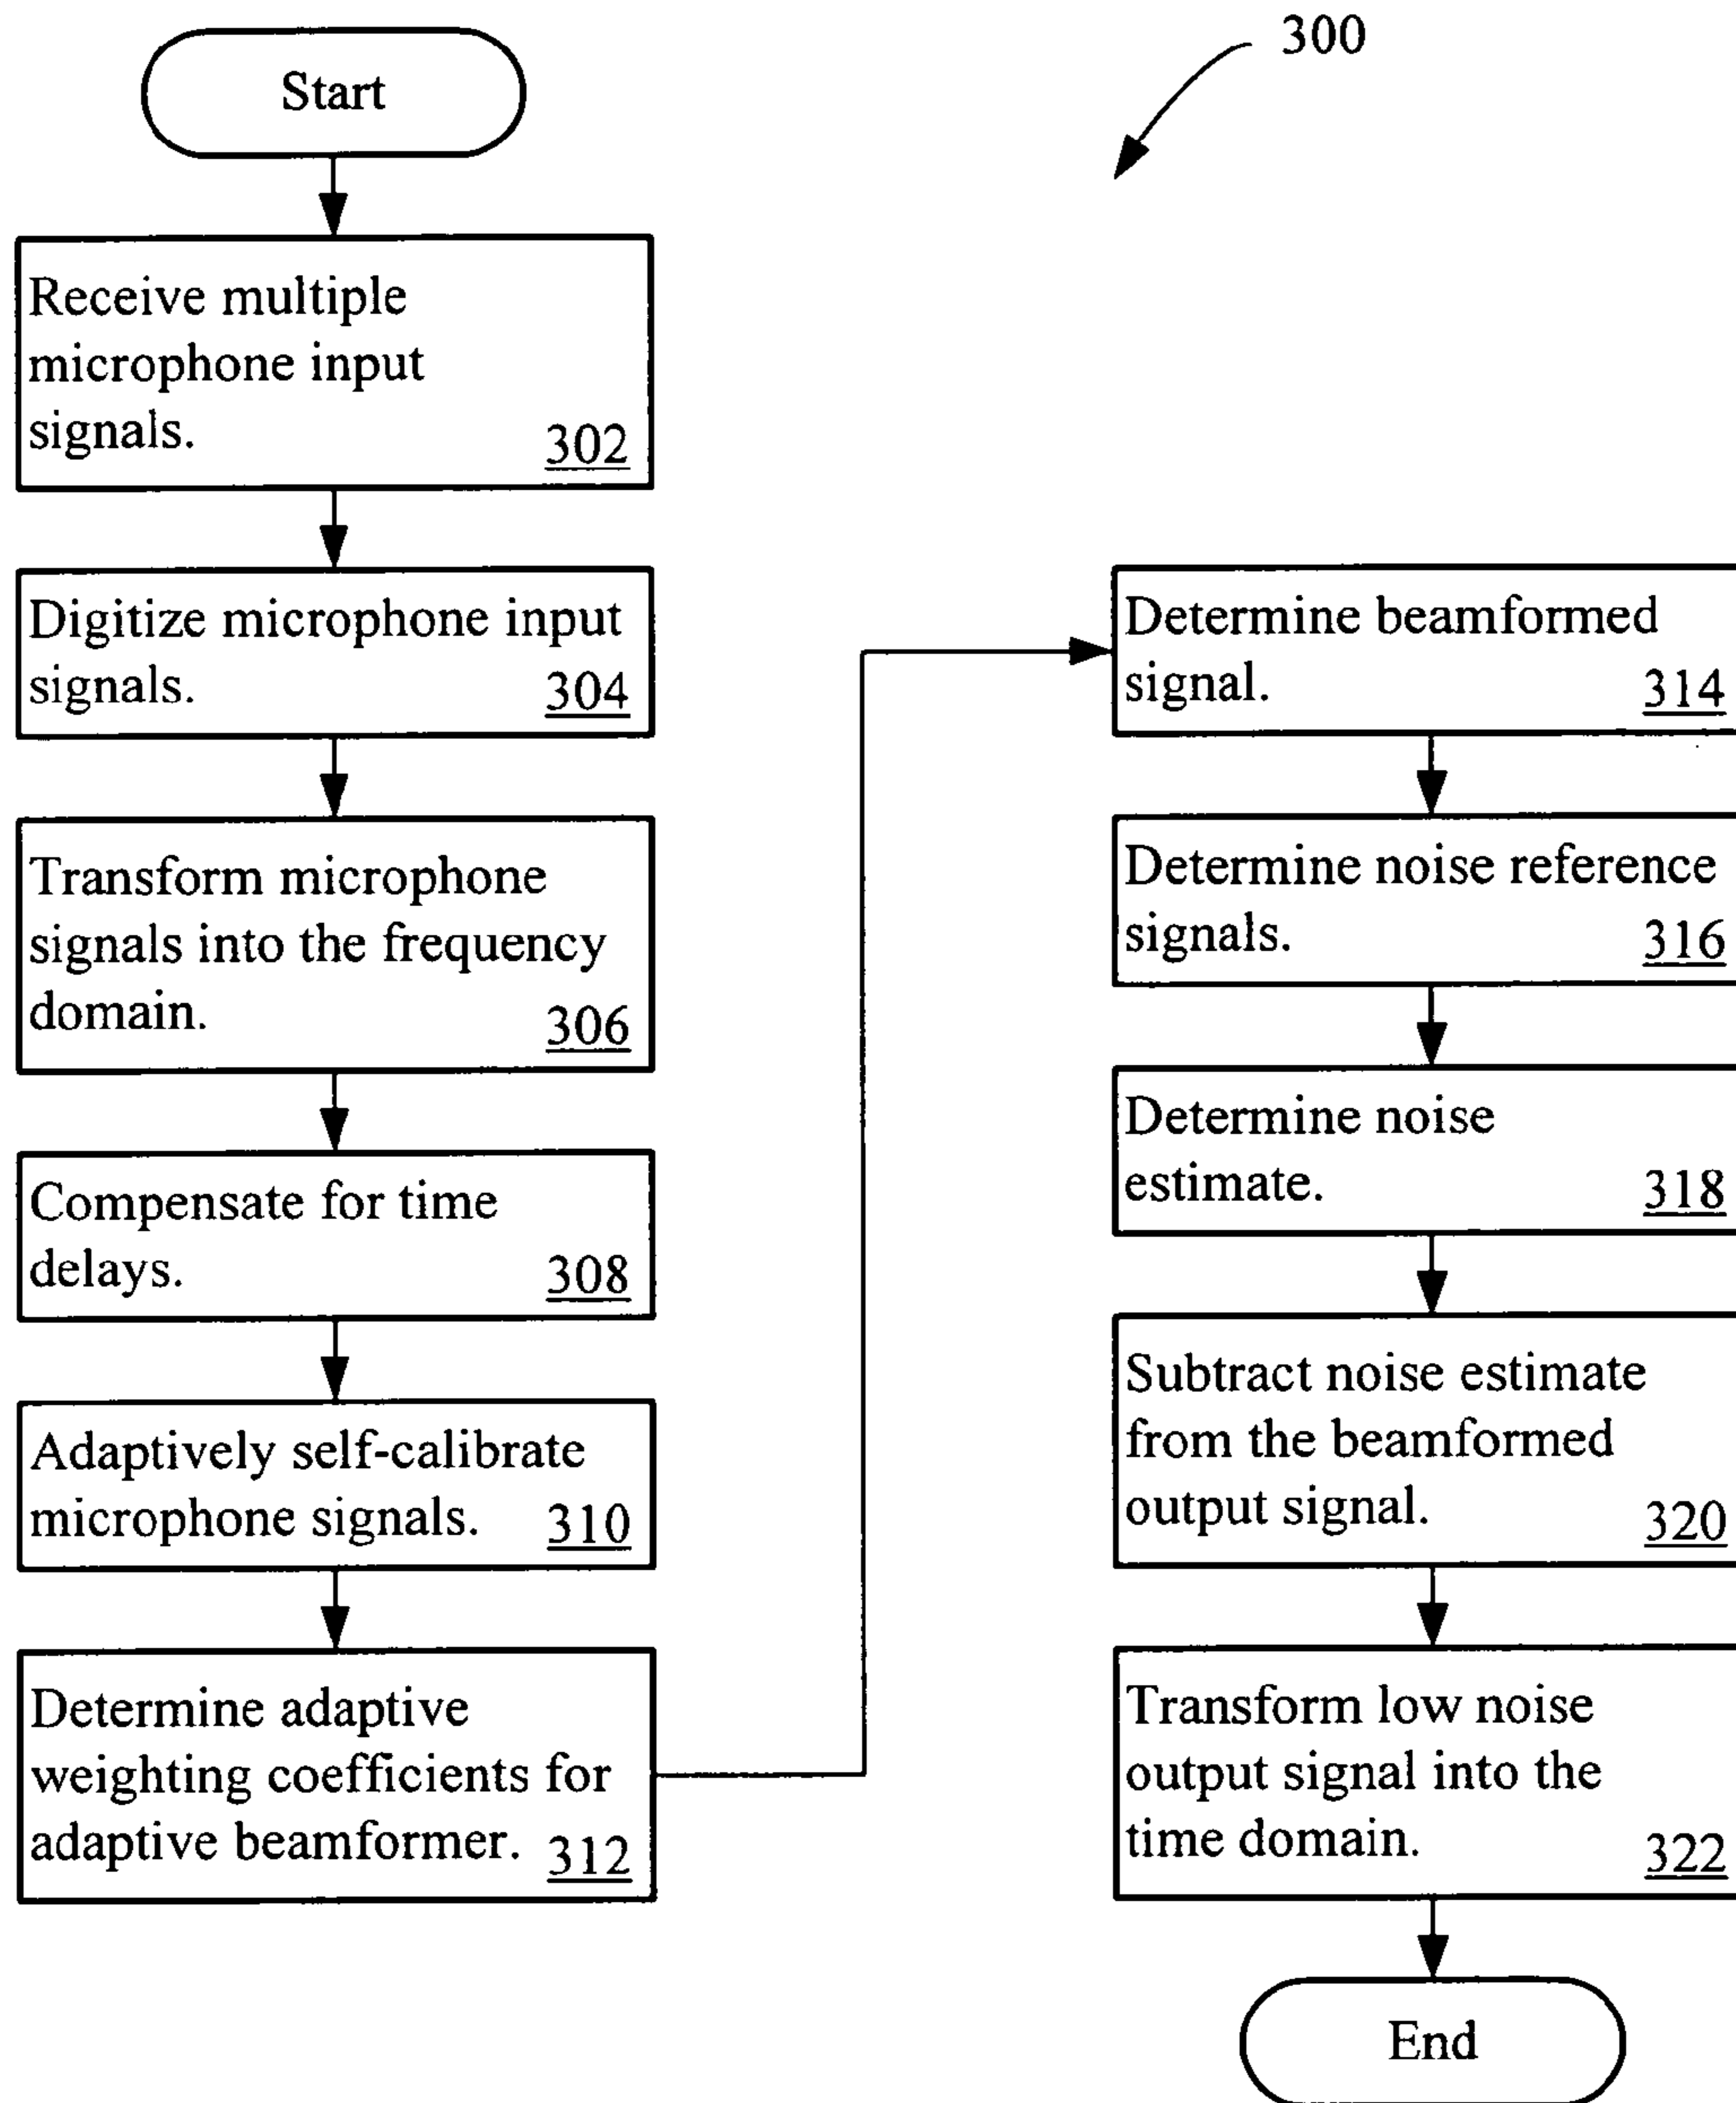 300
Start
Receive multiple
microphone input
signals.
302
Digitize microphone input
signals.
304
Transform microphone
signals into the frequency
domain.
306
Compensate for time
delays.
308
Adaptively self-calibrate
microphone signals.
310
Determine adaptive
weighting coefficients for
adaptive beamformer.
312
Determine beamformed
signal.
314
Determine noise reference
signals.
316
Determine noise
estimate.
318
Subtract noise estimate
from the beamformed
output signal.
320
Transform low noise
output signal into the
time domain.
322
End